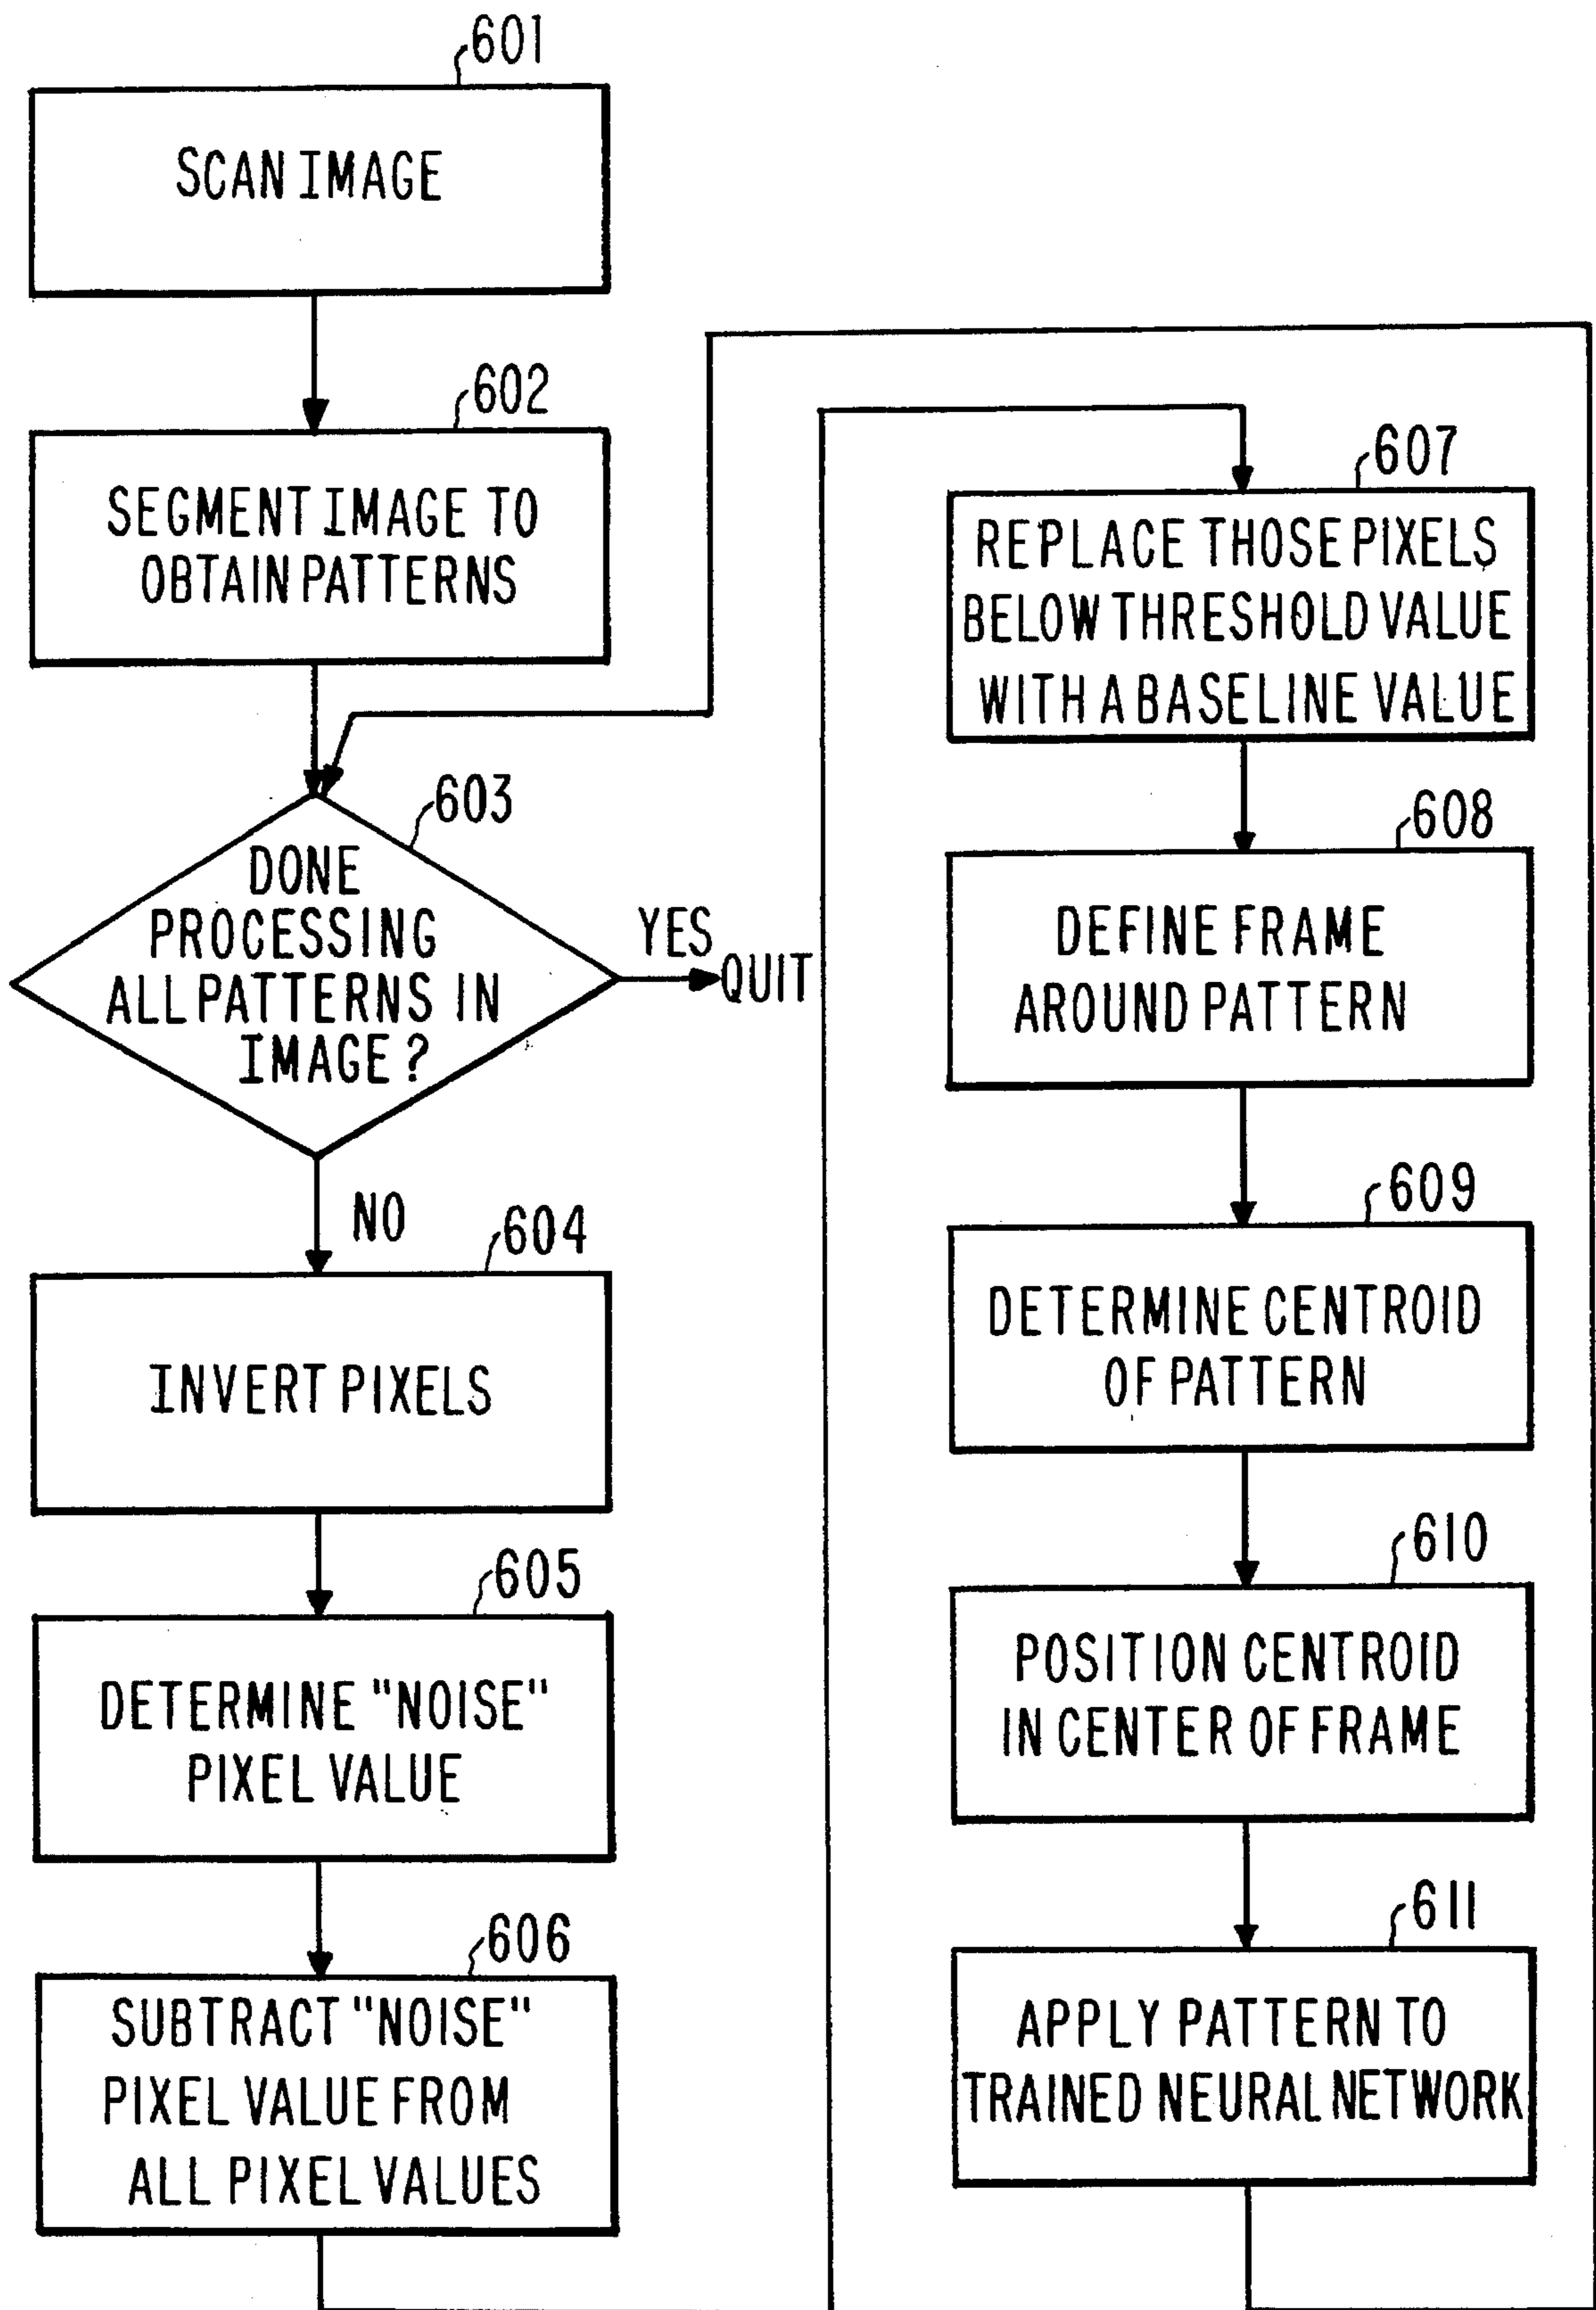 601
SCAN IMAGE
602
SEGMENT IMAGE TO
OBTAIN PATTERNS
603
DONE
PROCESSING
ALL PATTERNS IN
IMAGE?
YES
QUIT
NO
604
INVERT PIXELS
605
DETERMINE "NOISE"
PIXEL VALUE
606
SUBTRACT "NOISE"
PIXEL VALUE FROM
ALL PIXEL VALUES
607
REPLACE THOSE PIXELS
BELOW THRESHOLD VALUE
WITH A BASELINE VALUE
608
DEFINE FRAME
AROUND PATTERN
609
DETERMINE CENTROID
OF PATTERN
610
POSITION CENTROID
IN CENTER OF FRAME
611
APPLY PATTERN TO
TRAINED NEURAL NETWORK